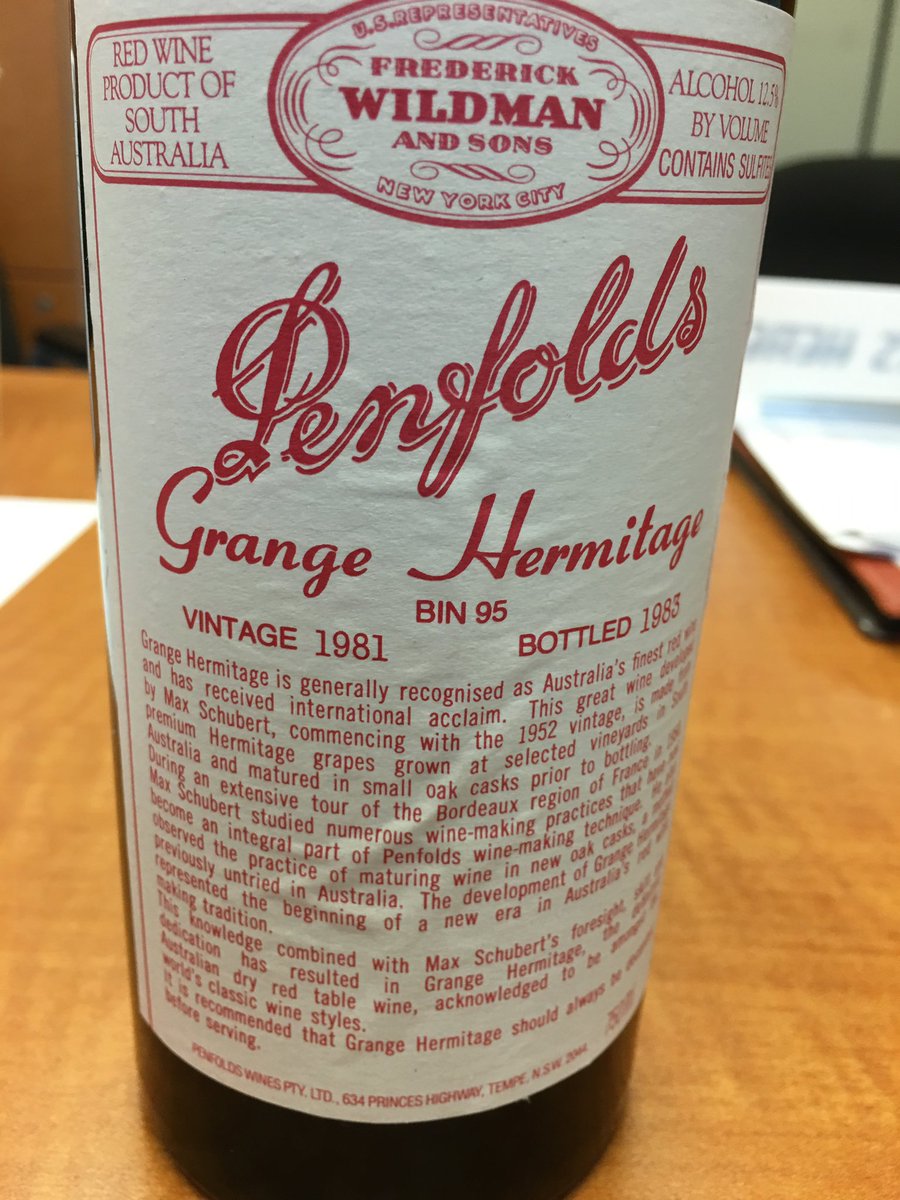 RED WINE
PRODUCT OF
SOUTH
AUSTRALIA
U.S. REPRESENTATIVES
FREDERICK
WILDMAN
AND SONS
NEW YORK CITY
ALCOHOL 12.5%
BY VOLUME
CONTAINS SULFITES
Penfolds
Grange Hermitage
BIN 95
VINTAGE 1981
BOTTLED 1983
Grange Hermitage is generally recognised as Australia's finest red wine
and has received international acclaim. This great wine developed
by Max Schubert, commencing with the 1952 vintage, is made from
premium Hermitage grapes grown at selected vineyards in South
Australia and matured in small oak casks prior to bottling.
During an extensive tour of the Bordeaux region of France in
Max Schubert studied numerous wine-making practices that have
become an integral part of Penfolds wine-making technique. He
observed the practice of maturing wine in new oak casks, a
previously untried in Australia. The development of Grange Hermitage
represented the beginning of a new era in Australia's red
making tradition.
This knowledge combined with Max Schubert's foresight,
dedication has resulted in Grange Hermitage, the
Australian dry red table wine, acknowledged to be amongst
world's classic wine styles.
It is recommended that Grange Hermitage should always be
before serving.
PENFOLDS WINES PTY. LTD., 634 PRINCES HIGHWAY, TEMPE, N.S.W. 2044